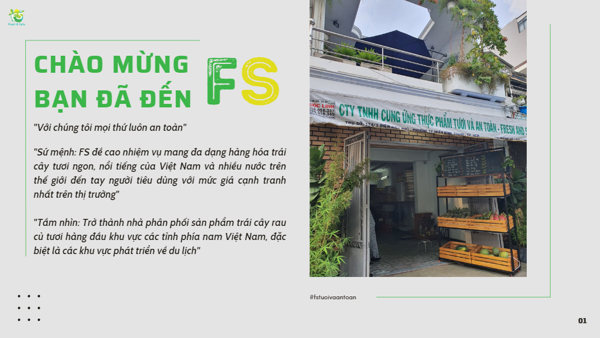 CHÀO MỪNG
BẠN ĐÃ ĐẾN
FS
"Với chúng tôi mọi thứ luôn an toàn"
"Sứ mệnh: FS đề cao nhiệm vụ mang đa dạng hàng hóa trái
cây tươi ngon, nổi tiếng của Việt Nam và nhiều nước trên
thế giới đến tay người tiêu dùng với mức giá cạnh tranh
nhất trên thị trường"
"Tầm nhìn: Trở thành nhà phân phối sản phẩm trái cây rau
củ tươi hàng đầu khu vực các tỉnh phía nam Việt Nam, đặc
biệt là các khu vực phát triển về du lịch"
CTY TNHH CUNG ỨNG THỰC PHẨM TƯƠI VÀ AN TOÀN - FRESH AND S
#fstuoivaantoan
01